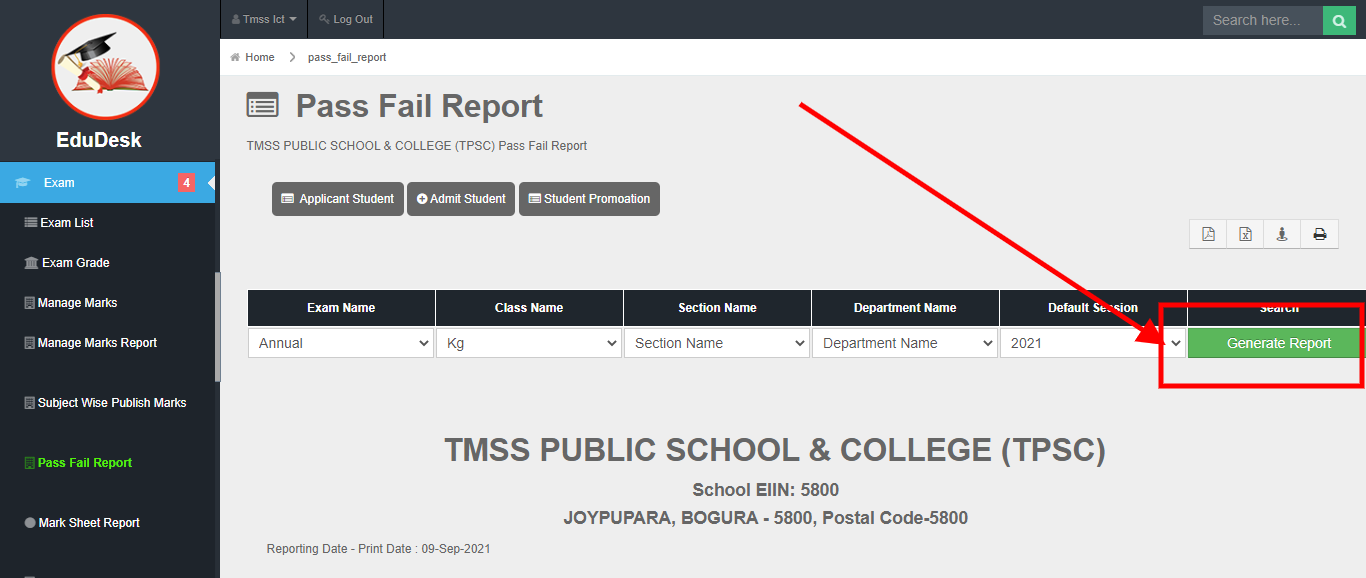 Tmss Ict
Log Out
Search here...
EduDesk
Home
pass_fail_report
Pass Fail Report
TMSS PUBLIC SCHOOL & COLLEGE (TPSC) Pass Fail Report
Exam 4
Applicant Student
Admit Student
Student Promoation
Exam List
Exam Grade
Manage Marks
Manage Marks Report
Subject Wise Publish Marks
Pass Fail Report
Mark Sheet Report
Exam Name Class Name Section Name Department Name Default Session Search
Annual Kg Section Name Department Name 2021 Generate Report
TMSS PUBLIC SCHOOL & COLLEGE (TPSC)
School EIIN: 5800
JOYPUPARA, BOGURA - 5800, Postal Code-5800
Reporting Date - Print Date : 09-Sep-2021